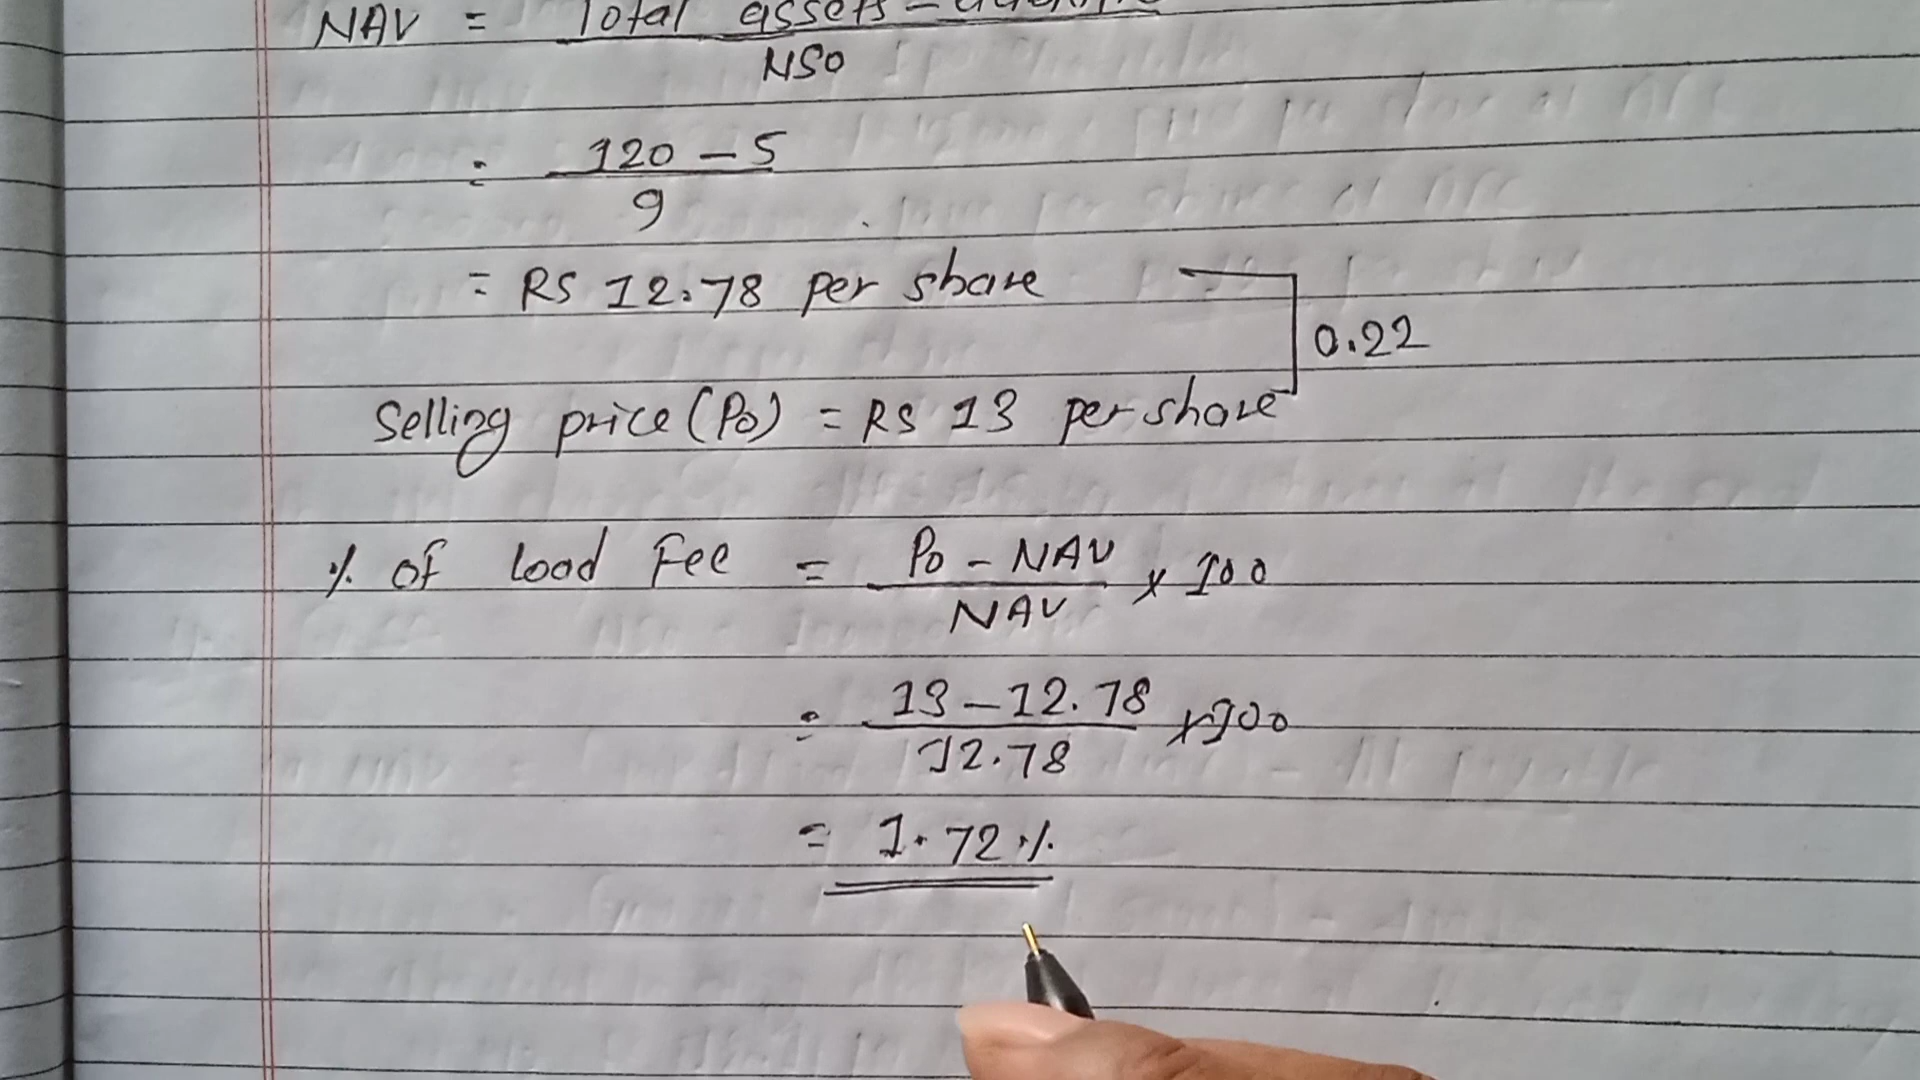 NAV = Total assets -
NSO
= 120 - 5
9
= RS 12.78 per share
0.22
Selling price (Po) = RS 13 per share
% of load Fee = Po - NAV x 100
NAV
= 13 - 12.78 x 100
12.78
= 1.72 %